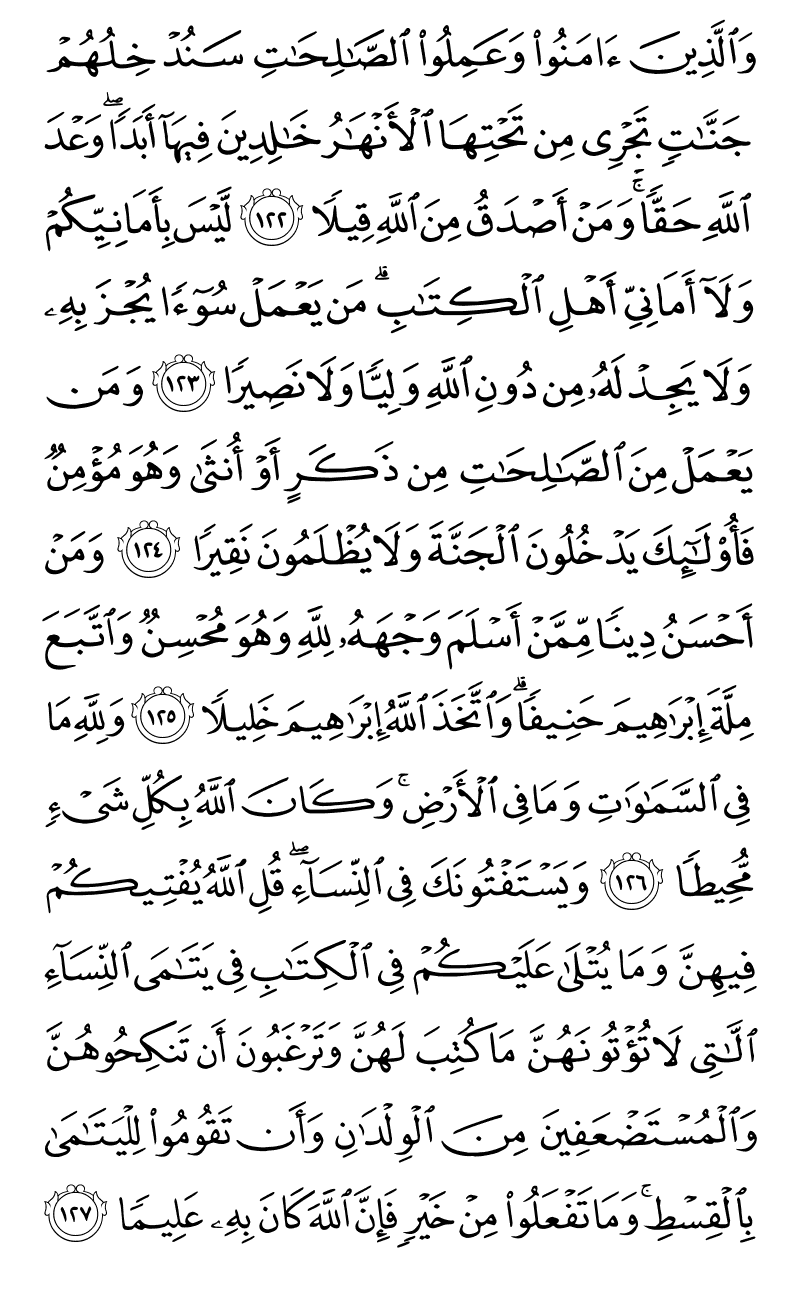 وَٱلَّذِينَ ءَامَنُوا۟ وَعَمِلُوا۟ ٱلصَّـٰلِحَـٰتِ سَنُدْخِلُهُمْ
جَنَّـٰتٍ تَجْرِى مِن تَحْتِهَا ٱلْأَنْهَـٰرُ خَـٰلِدِينَ فِيهَآ أَبَدًا ۖ وَعْدَ
ٱللَّهِ حَقًّا ۚ وَمَنْ أَصْدَقُ مِنَ ٱللَّهِ قِيلًا ١٢٢ لَّيْسَ بِأَمَانِيِّكُمْ
وَلَآ أَمَانِىِّ أَهْلِ ٱلْكِتَـٰبِ ۗ مَن يَعْمَلْ سُوٓءًا يُجْزَ بِهِۦ
وَلَا يَجِدْ لَهُۥ مِن دُونِ ٱللَّهِ وَلِيًّا وَلَا نَصِيرًا ١٢٣ وَمَن
يَعْمَلْ مِنَ ٱلصَّـٰلِحَـٰتِ مِن ذَكَرٍ أَوْ أُنثَىٰ وَهُوَ مُؤْمِنٌ
فَأُو۟لَـٰٓئِكَ يَدْخُلُونَ ٱلْجَنَّةَ وَلَا يُظْلَمُونَ نَقِيرًا ١٢٤ وَمَنْ
أَحْسَنُ دِينًا مِّمَّنْ أَسْلَمَ وَجْهَهُۥ لِلَّهِ وَهُوَ مُحْسِنٌ وَٱتَّبَعَ
مِلَّةَ إِبْرَٰهِيمَ حَنِيفًا ۗ وَٱتَّخَذَ ٱللَّهُ إِبْرَٰهِيمَ خَلِيلًا ١٢٥ وَلِلَّهِ مَا
فِى ٱلسَّمَـٰوَٰتِ وَمَا فِى ٱلْأَرْضِ ۚ وَكَانَ ٱللَّهُ بِكُلِّ شَىْءٍ
مُّحِيطًا ١٢٦ وَيَسْتَفْتُونَكَ فِى ٱلنِّسَآءِ ۖ قُلِ ٱللَّهُ يُفْتِيكُمْ
فِيهِنَّ وَمَا يُتْلَىٰ عَلَيْكُمْ فِى ٱلْكِتَـٰبِ فِى يَتَـٰمَى ٱلنِّسَآءِ
ٱلَّـٰتِى لَا تُؤْتُونَهُنَّ مَا كُتِبَ لَهُنَّ وَتَرْغَبُونَ أَن تَنكِحُوهُنَّ
وَٱلْمُسْتَضْعَفِينَ مِنَ ٱلْوِلْدَٰنِ وَأَن تَقُومُوا۟ لِلْيَتَـٰمَىٰ
بِٱلْقِسْطِ ۚ وَمَا تَفْعَلُوا۟ مِنْ خَيْرٍ فَإِنَّ ٱللَّهَ كَانَ بِهِۦ عَلِيمًا ١٢٧